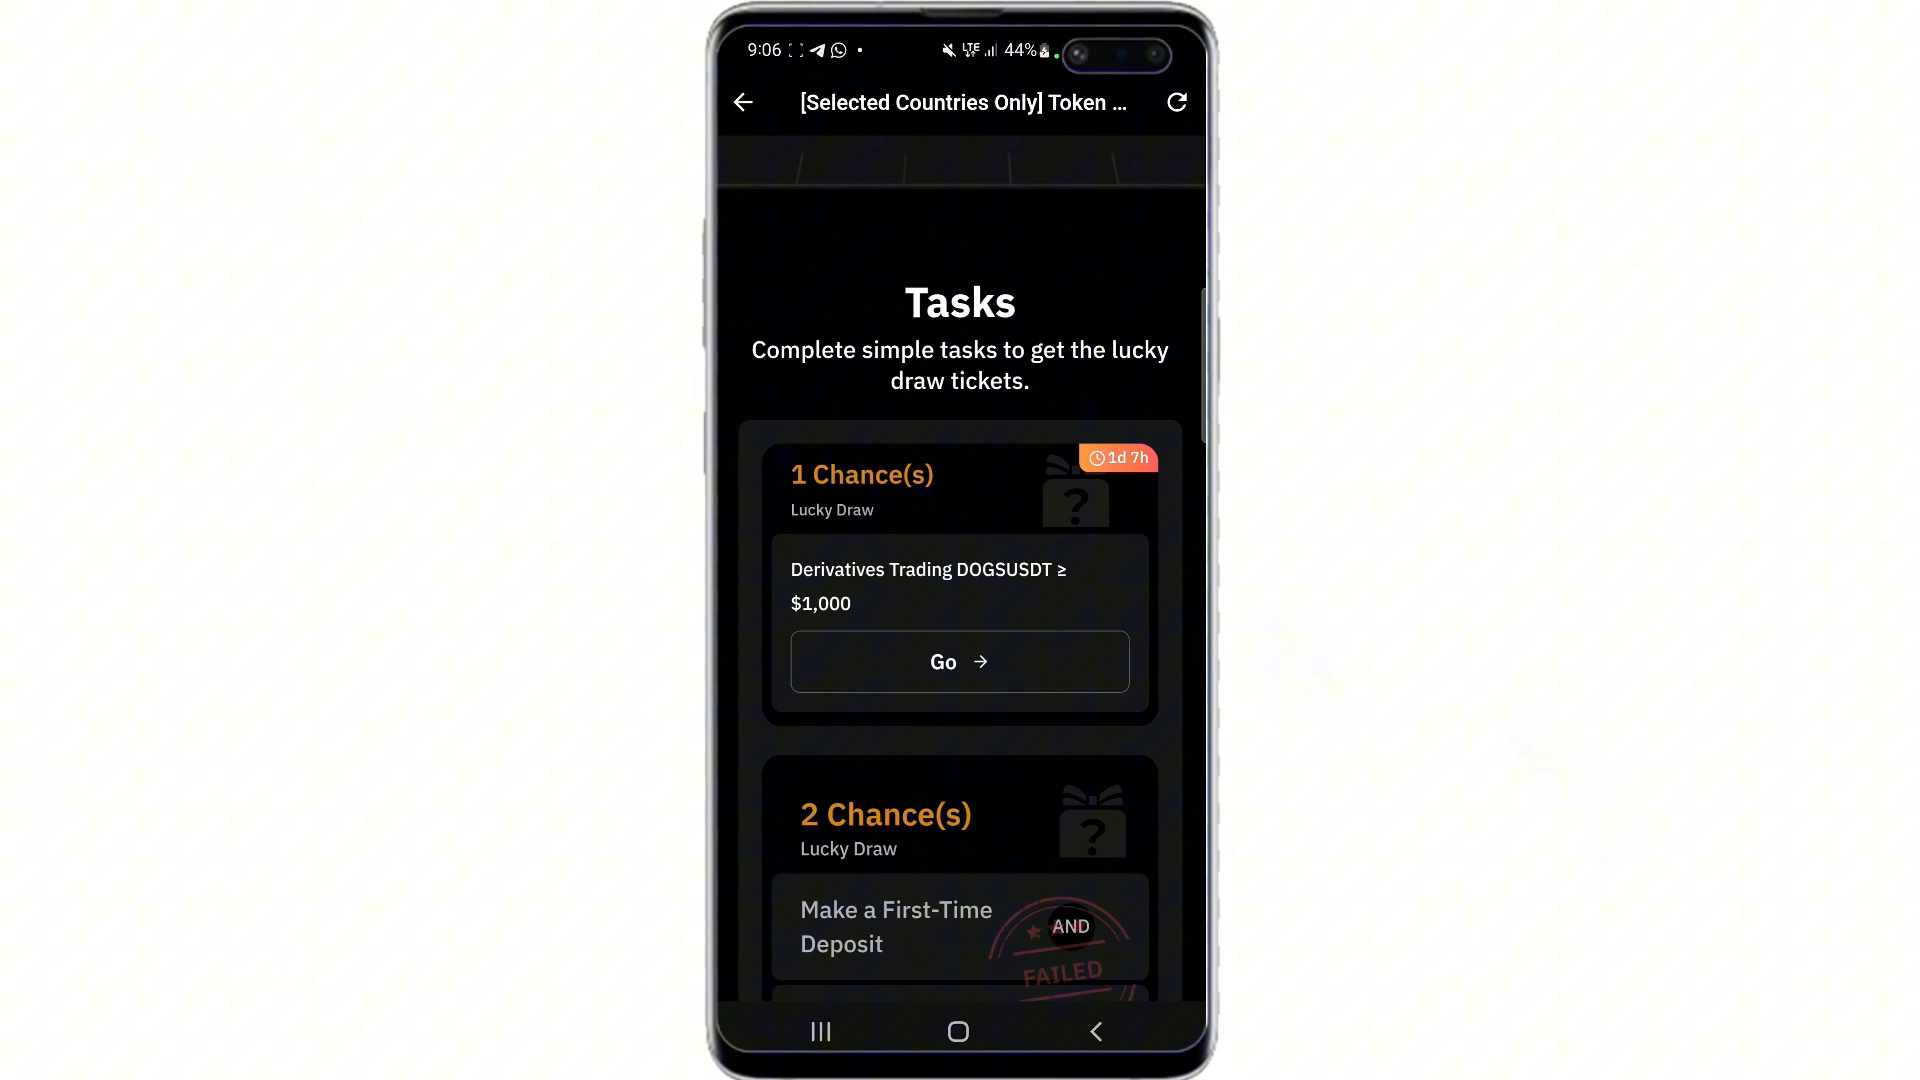 9:06
LTE
44%
[Selected Countries Only] Token ...
Tasks
Complete simple tasks to get the lucky
draw tickets.
1d 7h
1 Chance(s)
Lucky Draw
?
Derivatives Trading DOGSUSDT ≥
$1,000
Go →
2 Chance(s)
Lucky Draw
?
Make a First-Time
Deposit
AND
FAILED